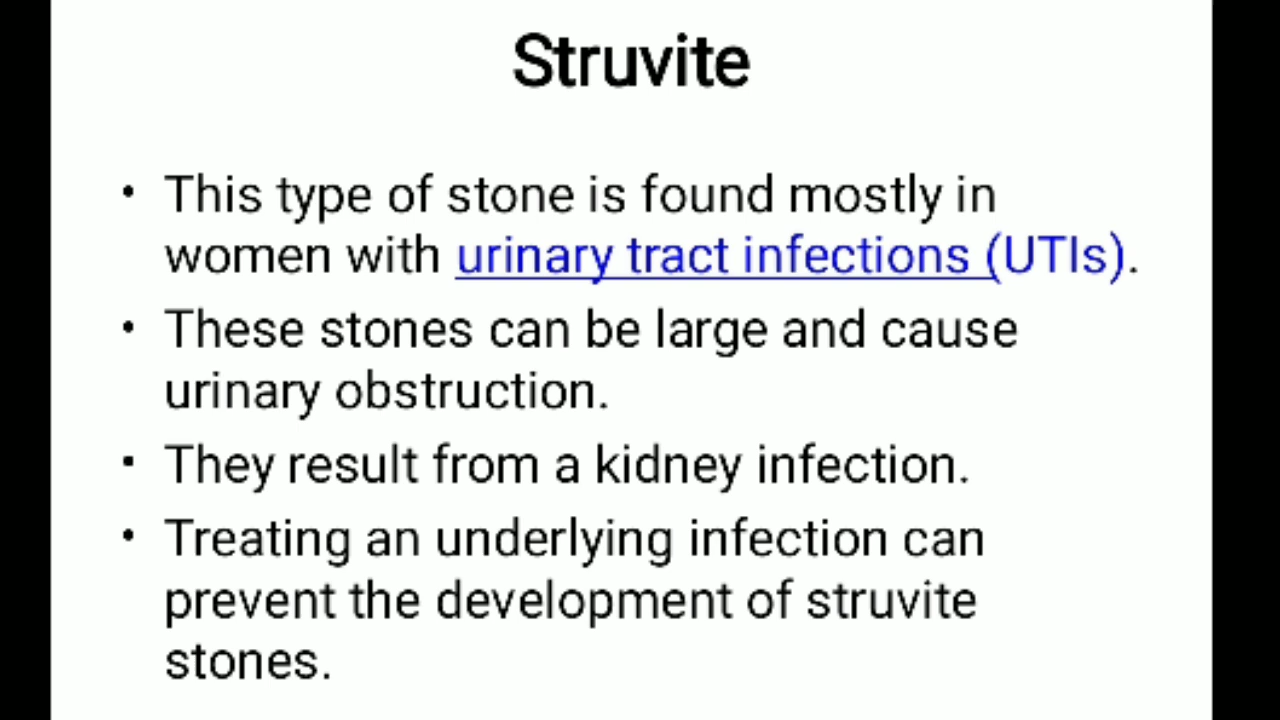 Struvite
• This type of stone is found mostly in
women with urinary tract infections (UTIs).
• These stones can be large and cause
urinary obstruction.
• They result from a kidney infection.
• Treating an underlying infection can
prevent the development of struvite
stones.